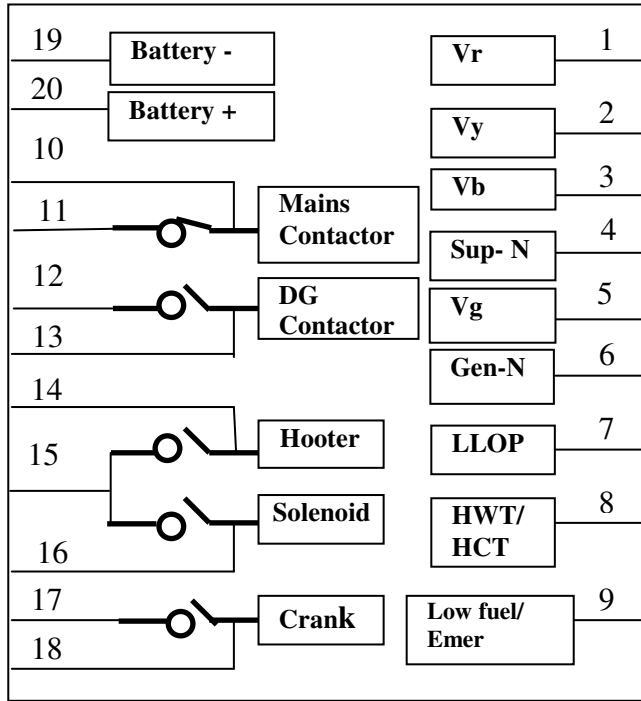 19
Battery -
20
Battery +
10
11
Mains
Contactor
12
DG
Contactor
13
14
Hooter
15
Solenoid
16
17
Crank
18
Vr
1
Vy
2
Vb
3
Sup- N
4
Vg
5
Gen-N
6
LLOP
7
HWT/
HCT
8
Low fuel/
Emer
9